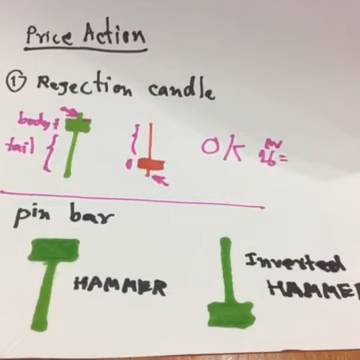 Price Action
① Rejection candle
body
tail
OK
pin bar
HAMMER
Inverted
HAMMER